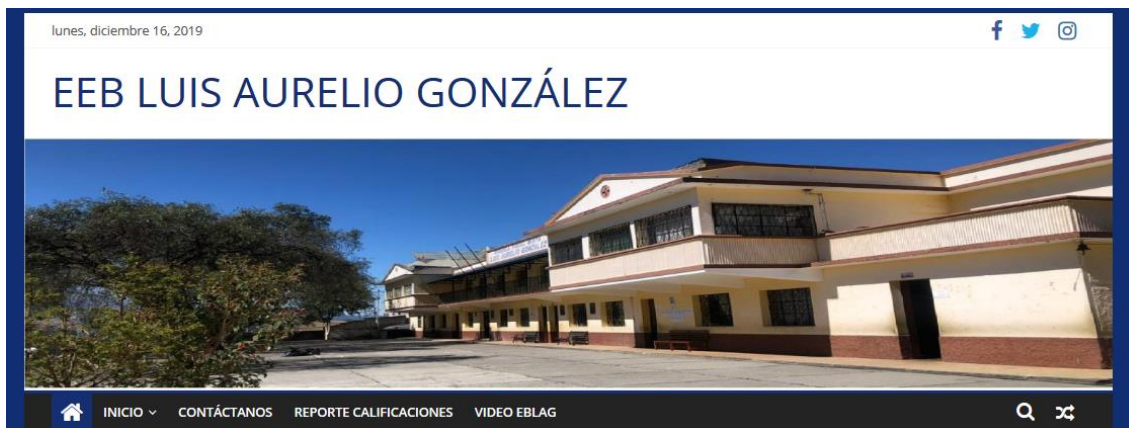 lunes, diciembre 16, 2019
EEB LUIS AURELIO GONZÁLEZ
INICIO
CONTÁCTANOS
REPORTE CALIFICACIONES
VIDEO EBLAG